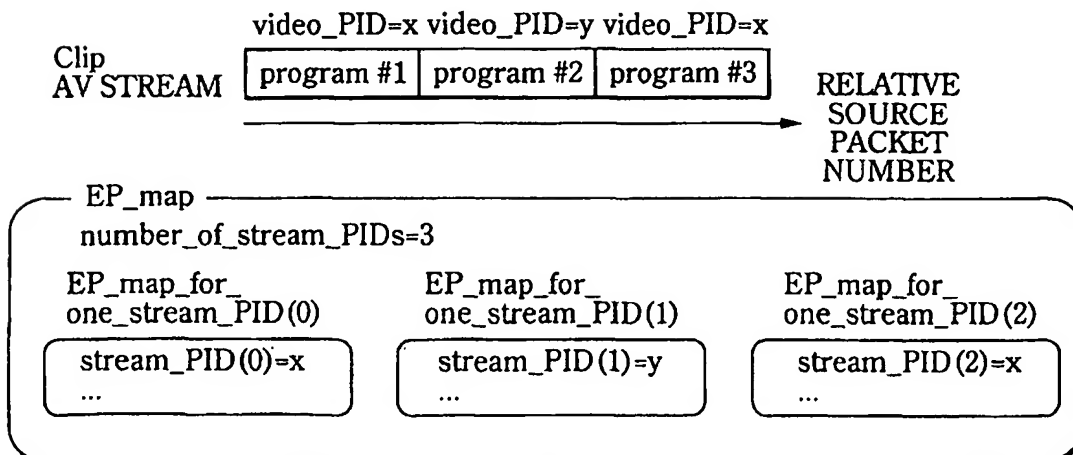 video_PID=x video_PID=y video_PID=x
Clip
AV STREAM
program #1 program #2 program #3
RELATIVE
SOURCE
PACKET
NUMBER
EP_map
number_of_stream_PIDs=3
EP_map_for_
one_stream_PID(0)
stream_PID(0)=x
...
EP_map_for_
one_stream_PID(1)
stream_PID(1)=y
...
EP_map_for_
one_stream_PID(2)
stream_PID(2)=x
...